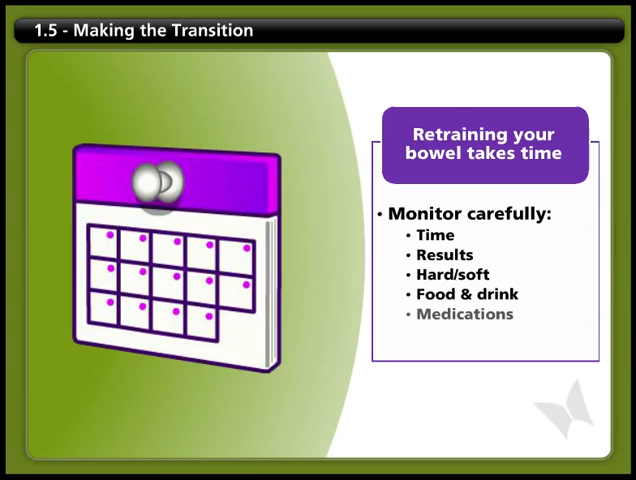 1.5 - Making the Transition
Retraining your
bowel takes time
• Monitor carefully:
• Time
• Results
• Hard/soft
• Food & drink
• Medications